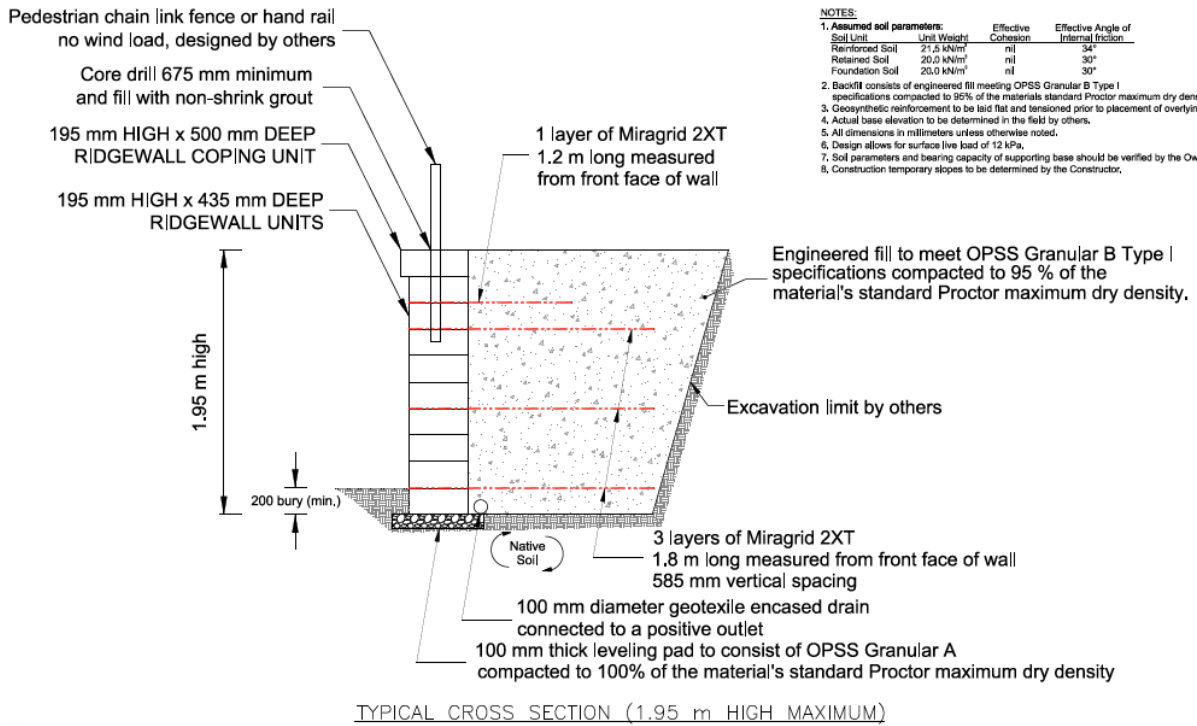 Pedestrian chain link fence or hand rail
no wind load, designed by others
Core drill 675 mm minimum
and fill with non-shrink grout
195 mm HIGH x 500 mm DEEP
RIDGEWALL COPING UNIT
195 mm HIGH x 435 mm DEEP
RIDGEWALL UNITS
1 layer of Miragrid 2XT
1.2 m long measured
from front face of wall
NOTES:
1. Assumed soil parameters: Effective Effective Angle of
Soil Unit Unit Weight Cohesion Internal friction
Reinforced Soil 21.5 kN/m³ nil 34°
Retained Soil 20.0 kN/m³ nil 30°
Foundation Soil 20.0 kN/m³ nil 30°
2. Backfill consists of engineered fill meeting OPSS Granular B Type I
specifications compacted to 95% of the materials standard Proctor maximum dry dens
3. Geosynthetic reinforcement to be laid flat and tensioned prior to placement of overlyin
4. Actual base elevation to be determined in the field by others.
5. All dimensions in millimeters unless otherwise noted.
6. Design allows for surface live load of 12 kPa.
7. Soil parameters and bearing capacity of supporting base should be verified by the Ow
8. Construction temporary slopes to be determined by the Constructor.
Engineered fill to meet OPSS Granular B Type I
specifications compacted to 95 % of the
material's standard Proctor maximum dry density.
1.95 m high
Excavation limit by others
200 bury (min.)
Native
Soil
3 layers of Miragrid 2XT
1.8 m long measured from front face of wall
585 mm vertical spacing
100 mm diameter geotexile encased drain
connected to a positive outlet
100 mm thick leveling pad to consist of OPSS Granular A
compacted to 100% of the material's standard Proctor maximum dry density
TYPICAL CROSS SECTION (1.95 m HIGH MAXIMUM)